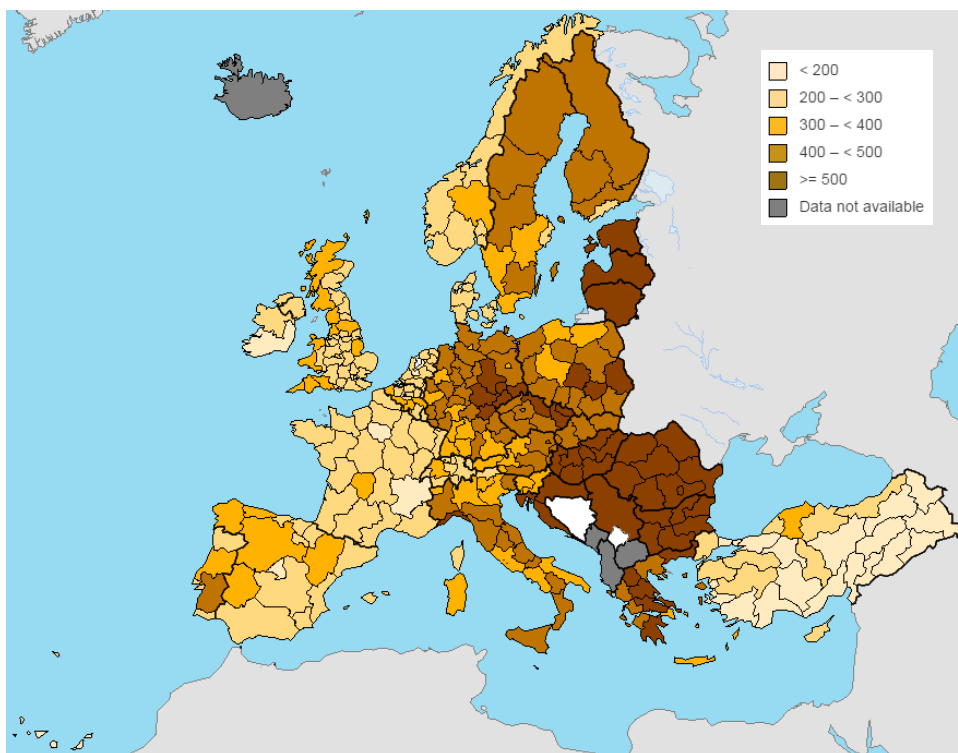 < 200
200 – < 300
300 – < 400
400 – < 500
>= 500
Data not available